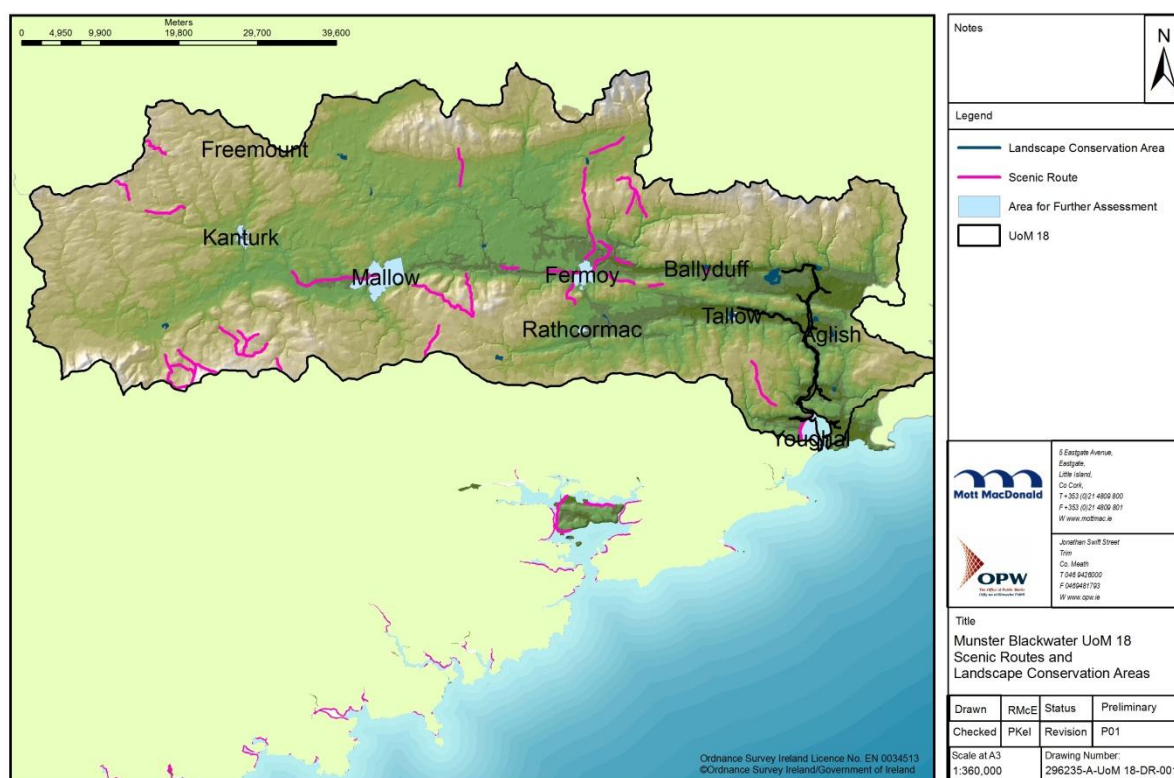 Meters
0 4,950 9,900 19,800 29,700 39,600
Freemount
Kanturk
Mallow
Fermoy
Ballyduff
Rathcormac
Tallow
Aglish
Youghal
Ordnance Survey Ireland Licence No. EN 0034513
©Ordnance Survey Ireland/Government of Ireland
Notes
N
Legend
Landscape Conservation Area
Scenic Route
Area for Further Assessment
UoM 18
Mott MacDonald
5 Eastgate Avenue,
Eastgate,
Little Island,
Co Cork,
T +353 (0)21 4809 800
F +353 (0)21 4809 801
W www.mottmac.ie
OPW
The Office of Public Works
Jonathan Swift Street
Trim
Co. Meath
T 046 9426000
F 0469481793
W www.opw.ie
Title
Munster Blackwater UoM 18
Scenic Routes and
Landscape Conservation Areas
Drawn RMcE Status Preliminary
Checked PKel Revision P01
Scale at A3
1:360,000
Drawing Number:
296235-A-UoM 18-DR-001